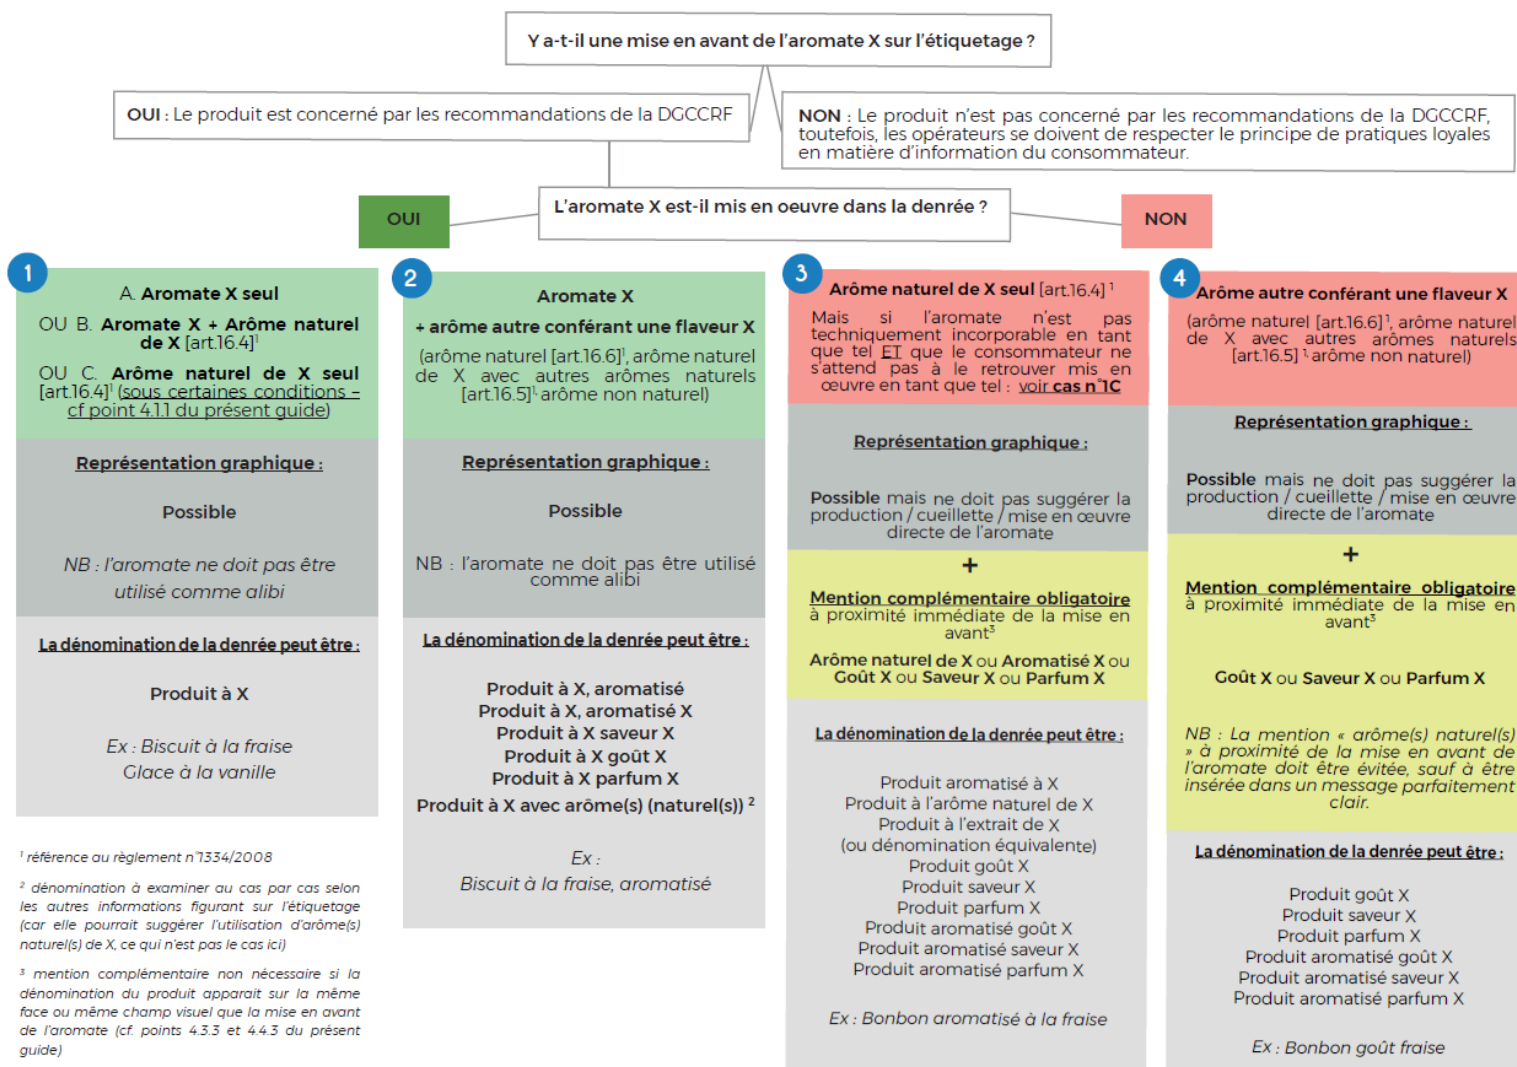 Y a-t-il une mise en avant de l'aromate X sur l'étiquetage ?
OUI : Le produit est concerné par les recommandations de la DGCCRF
NON : Le produit n'est pas concerné par les recommandations de la DGCCRF,
toutefois, les opérateurs se doivent de respecter le principe de pratiques loyales
en matière d'information du consommateur.
L'aromate X est-il mis en oeuvre dans la denrée ?
OUI
NON
1
A. Aromate X seul
OU B. Aromate X + Arôme naturel
de X [art.16.4]¹
OU C. Arôme naturel de X seul
[art.16.4]¹ (sous certaines conditions –
cf point 4.1.1 du présent guide)
Représentation graphique :
Possible
NB : l'aromate ne doit pas être
utilisé comme alibi
La dénomination de la denrée peut être :
Produit à X
Ex : Biscuit à la fraise
Glace à la vanille
2
Aromate X
+ arôme autre conférant une flaveur X
(arôme naturel [art.16.6]¹, arôme naturel
de X avec autres arômes naturels
[art.16.5]¹, arôme non naturel)
Représentation graphique :
Possible
NB : l'aromate ne doit pas être utilisé
comme alibi
La dénomination de la denrée peut être :
Produit à X, aromatisé
Produit à X, aromatisé X
Produit à X saveur X
Produit à X goût X
Produit à X parfum X
Produit à X avec arôme(s) (naturel(s)) ²
Ex :
Biscuit à la fraise, aromatisé
3
Arôme naturel de X seul [art.16.4] ¹
Mais si l'aromate n'est pas
techniquement incorporable en tant
que tel ET que le consommateur ne
s'attend pas à le retrouver mis en
œuvre en tant que tel : voir cas n°1C
Représentation graphique :
Possible mais ne doit pas suggérer la
production / cueillette / mise en œuvre
directe de l'aromate
+
Mention complémentaire obligatoire
à proximité immédiate de la mise en
avant³
Arôme naturel de X ou Aromatisé X ou
Goût X ou Saveur X ou Parfum X
La dénomination de la denrée peut être :
Produit aromatisé à X
Produit à l'arôme naturel de X
Produit à l'extrait de X
(ou dénomination équivalente)
Produit goût X
Produit saveur X
Produit parfum X
Produit aromatisé goût X
Produit aromatisé saveur X
Produit aromatisé parfum X
Ex : Bonbon aromatisé à la fraise
4
Arôme autre conférant une flaveur X
(arôme naturel [art.16.6]¹, arôme naturel
de X avec autres arômes naturels
[art.16.5] ¹, arôme non naturel)
Représentation graphique :
Possible mais ne doit pas suggérer la
production / cueillette / mise en œuvre
directe de l'aromate
+
Mention complémentaire obligatoire
à proximité immédiate de la mise en
avant³
Goût X ou Saveur X ou Parfum X
NB : La mention « arôme(s) naturel(s)
» à proximité de la mise en avant de
l'aromate doit être évitée, sauf à être
insérée dans un message parfaitement
clair.
La dénomination de la denrée peut être :
Produit goût X
Produit saveur X
Produit parfum X
Produit aromatisé goût X
Produit aromatisé saveur X
Produit aromatisé parfum X
Ex : Bonbon goût fraise
¹ référence au règlement n°1334/2008
² dénomination à examiner au cas par cas selon
les autres informations figurant sur l'étiquetage
(car elle pourrait suggérer l'utilisation d'arôme(s)
naturel(s) de X, ce qui n'est pas le cas ici)
³ mention complémentaire non nécessaire si la
dénomination du produit apparait sur la même
face ou même champ visuel que la mise en avant
de l'aromate (cf. points 4.3.3 et 4.4.3 du présent
guide)